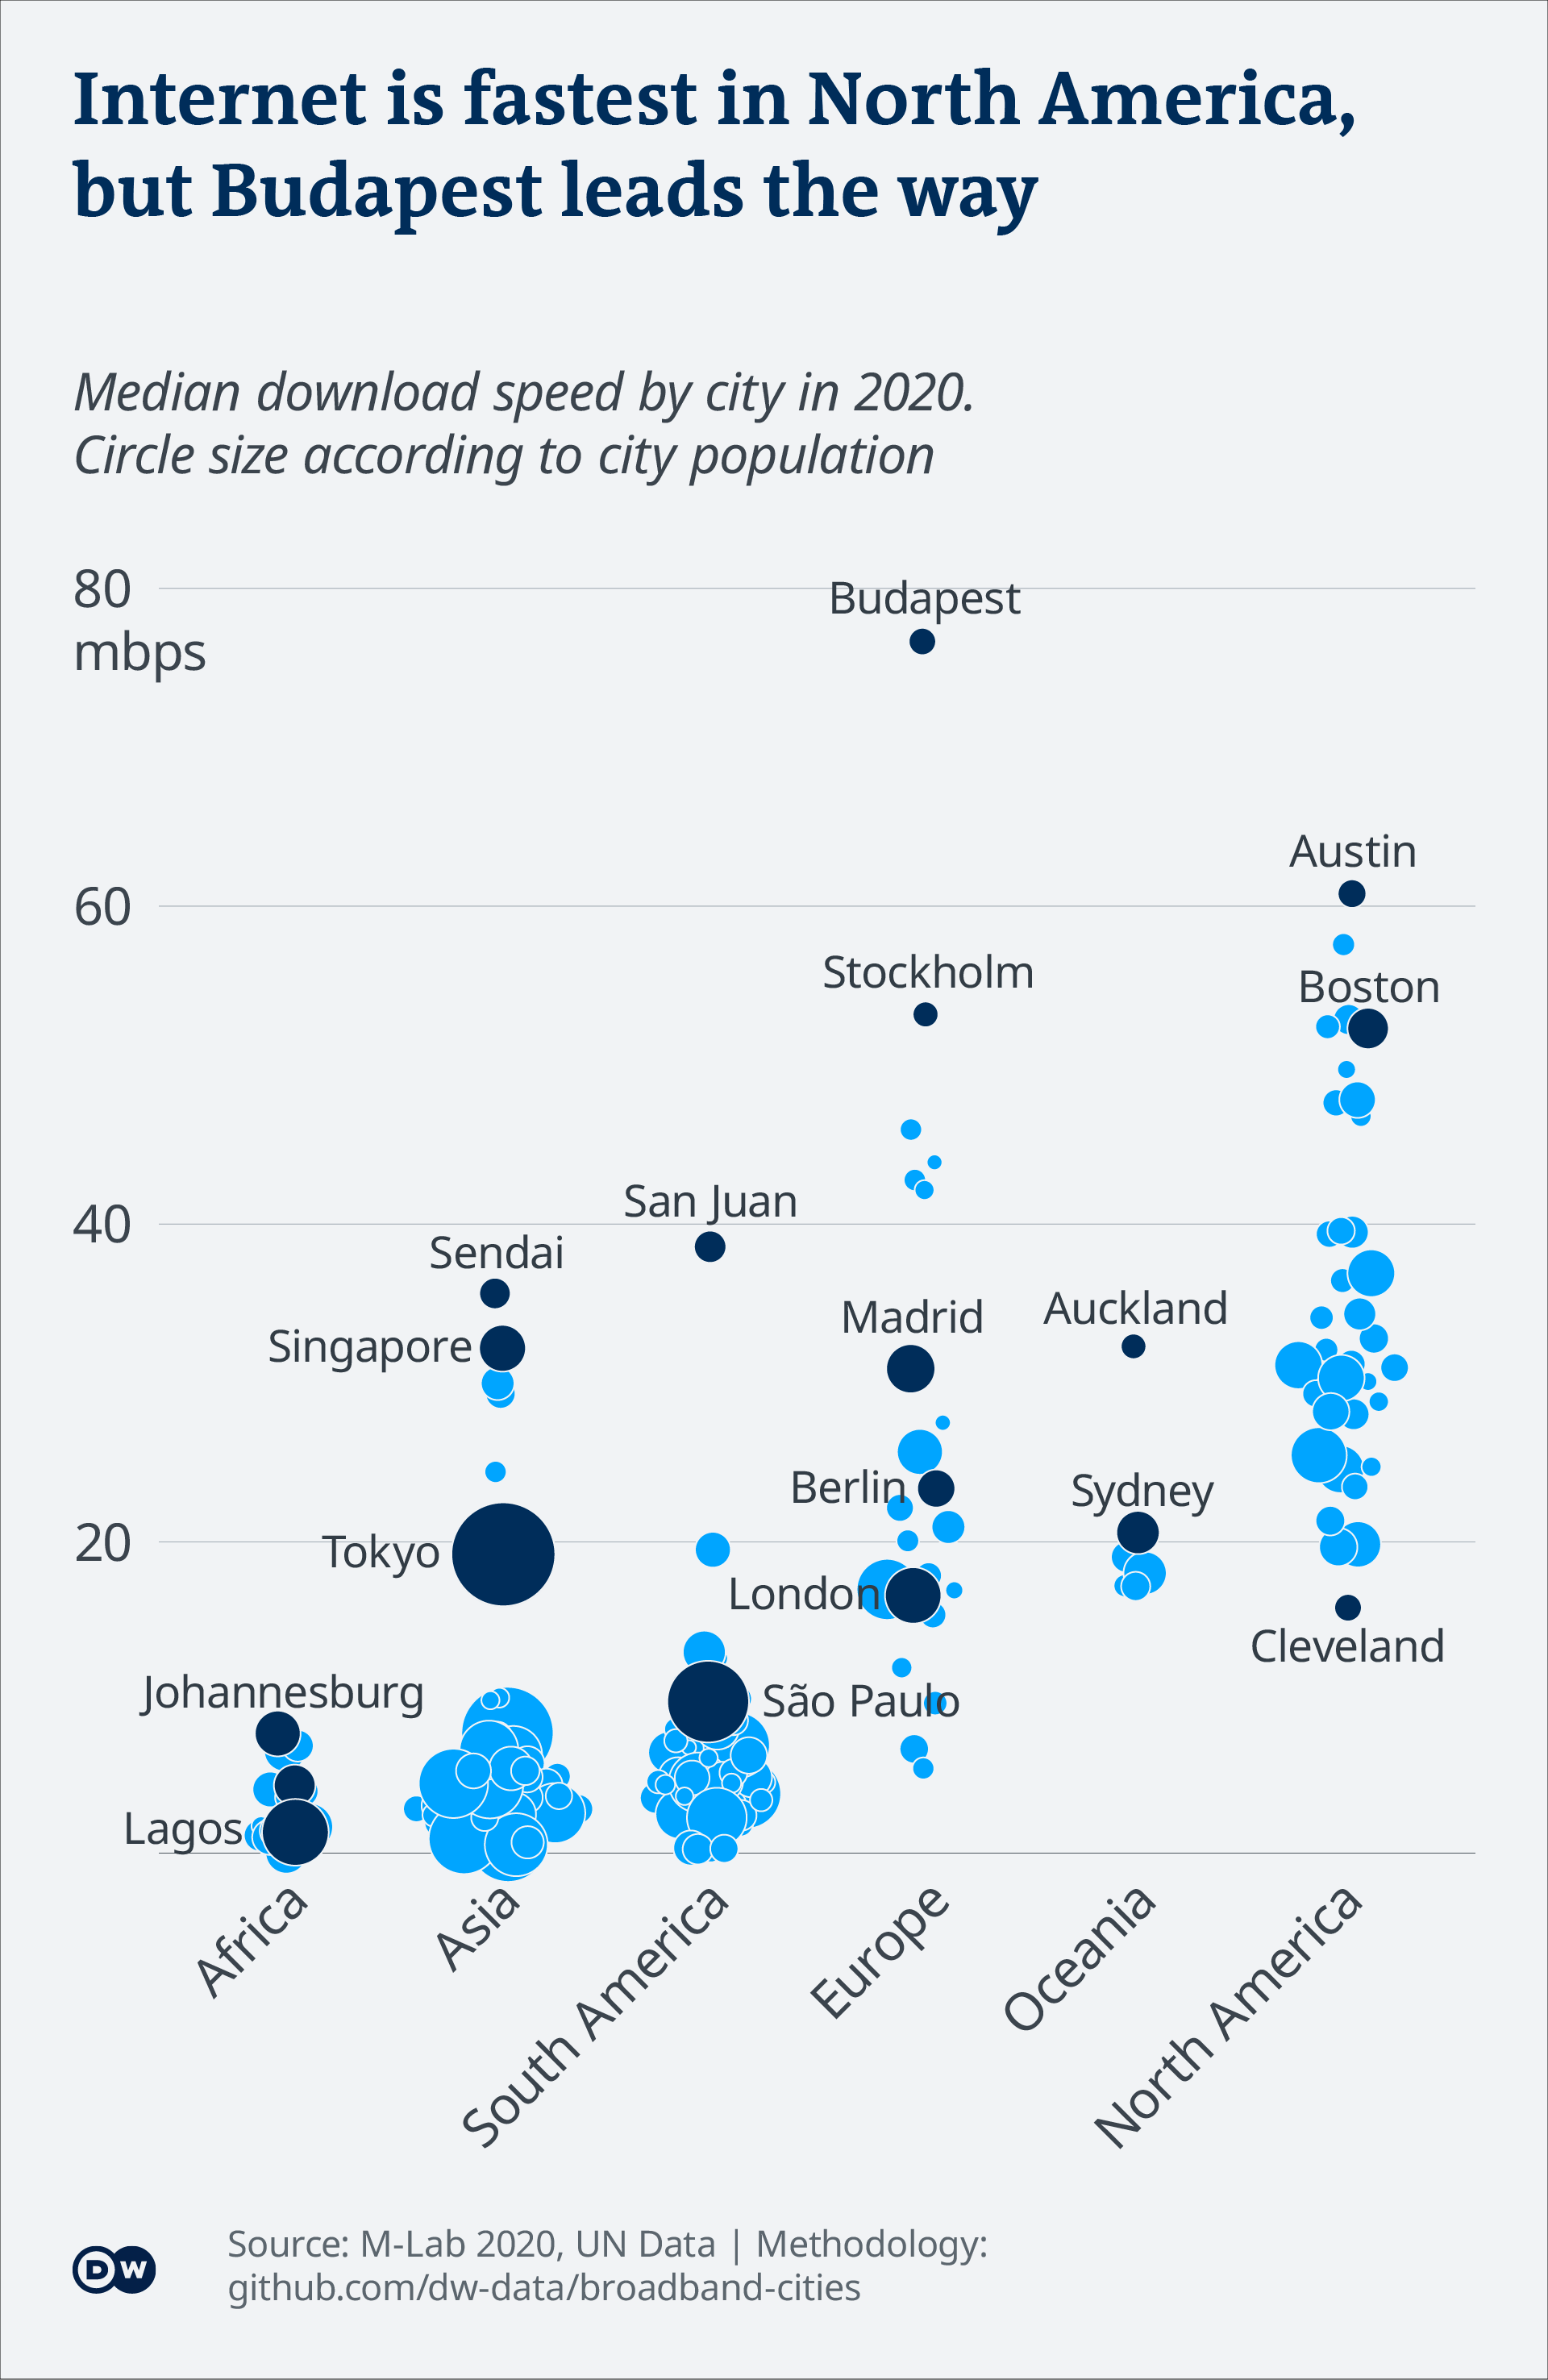 Internet is fastest in North America,
but Budapest leads the way
Median download speed by city in 2020.
Circle size according to city population
80
mbps
Budapest
Austin
60
Stockholm
Boston
San Juan
40
Sendai
Madrid
Auckland
Singapore
Berlin
Sydney
20
Tokyo
London
Cleveland
Johannesburg
São Paulo
Lagos
Africa
Asia
South America
Europe
Oceania
North America
DW
Source: M-Lab 2020, UN Data | Methodology:
github.com/dw-data/broadband-cities